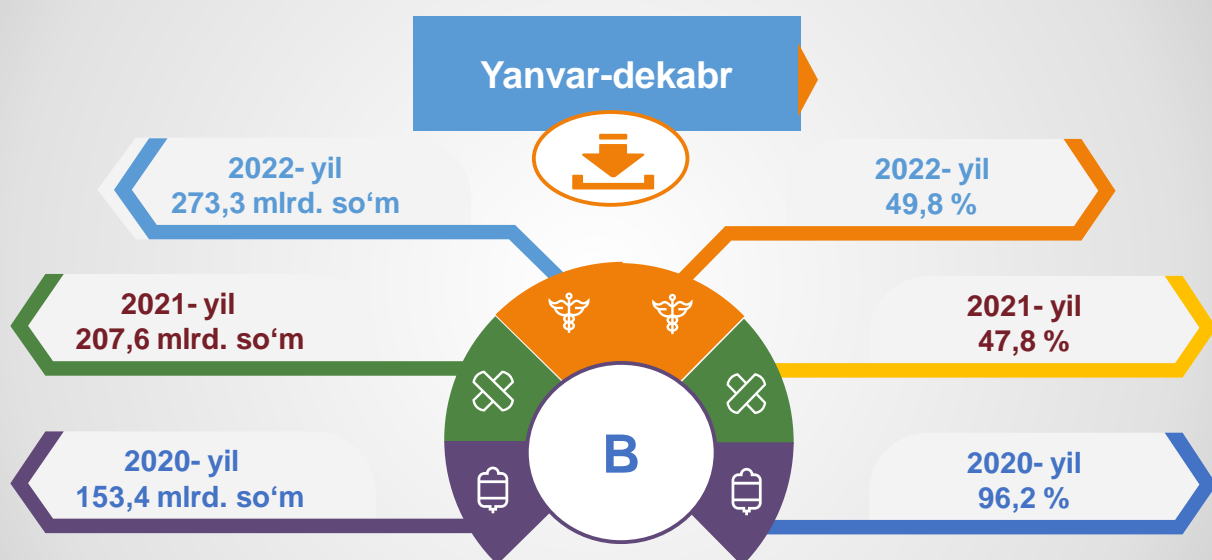 Yanvar-dekabr
2022- yil
273,3 mlrd. so‘m
2022- yil
49,8 %
2021- yil
207,6 mlrd. so‘m
2021- yil
47,8 %
B
2020- yil
153,4 mlrd. so‘m
2020- yil
96,2 %